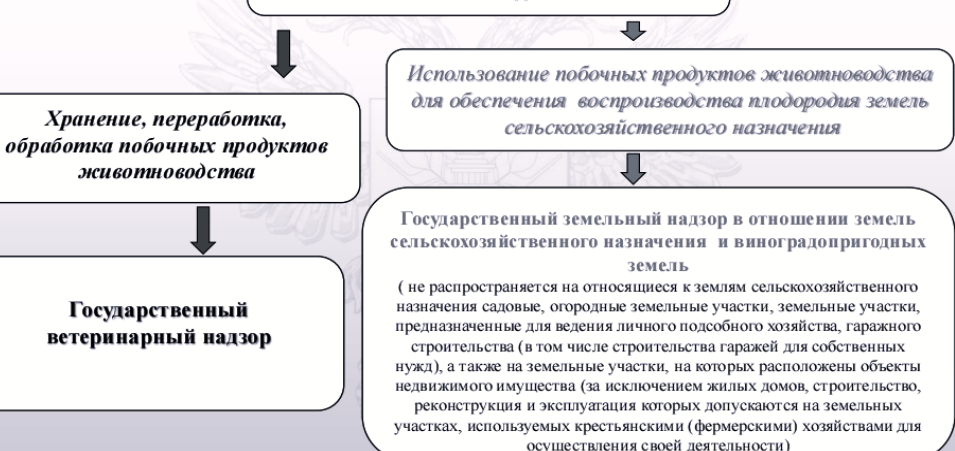 Использование побочных продуктов животноводства
для обеспечения воспроизводства плодородия земель
сельскохозяйственного назначения
Хранение, переработка,
обработка побочных продуктов
животноводства
Государственный земельный надзор в отношении земель
сельскохозяйственного назначения и виноградопригодных
земель
( не распространяется на относящиеся к землям сельскохозяйственного
назначения садовые, огородные земельные участки, земельные участки,
предназначенные для ведения личного подсобного хозяйства, гаражного
строительства (в том числе строительства гаражей для собственных
нужд), а также на земельные участки, на которых расположены объекты
недвижимого имущества (за исключением жилых домов, строительство,
реконструкция и эксплуатация которых допускаются на земельных
участках, используемых крестьянскими (фермерскими) хозяйствами для
осуществления своей деятельности)
Государственный
ветеринарный надзор